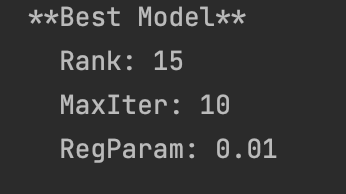 **Best Model**
Rank: 15
MaxIter: 10
RegParam: 0.01